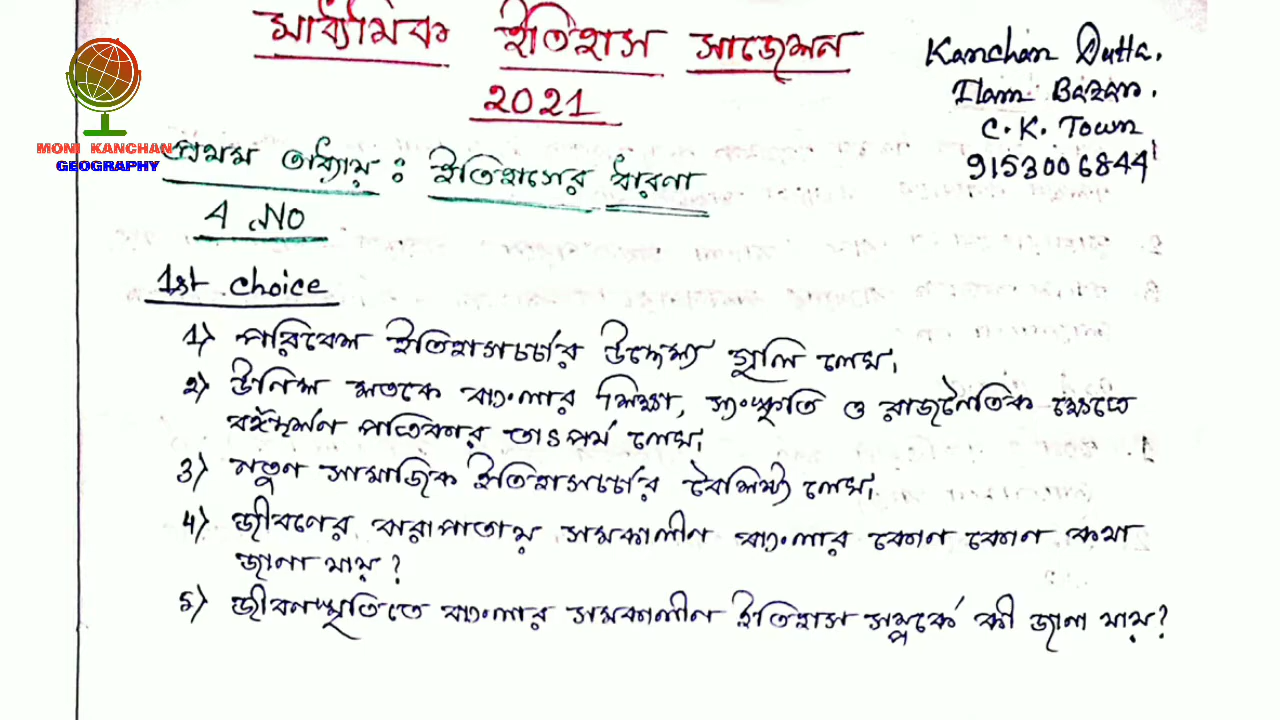 মাধ্যমিক ইতিহাস সাজেশন
2021
Kanchan Dutta.
Ilam Bazar.
C.K. Town
9153006844
MONI KANCHAN
GEOGRAPHY
প্রথম অধ্যায় : ইতিহাসের ধারণা
4 NO
1st choice
1) পরিবেশ ইতিহাসচর্চার উদ্দেশ্য গুলি লেখ।
২) উনিশ শতকে বাংলার শিক্ষা, সংস্কৃতি ও রাজনৈতিক ক্ষেত্রে
বঙ্গদর্শন পত্রিকার তাৎপর্য লেখ।
3) নতুন সামাজিক ইতিহাসচর্চার বৈশিষ্ট্য লেখ।
4) জীবনের ঝরাপাতায় সমকালীন বাংলার কোন কোন কথা
জানা যায়?
5) জীবনস্মৃতিতে বাংলার সমকালীন ইতিহাস সম্পর্কে কী জানা যায়?